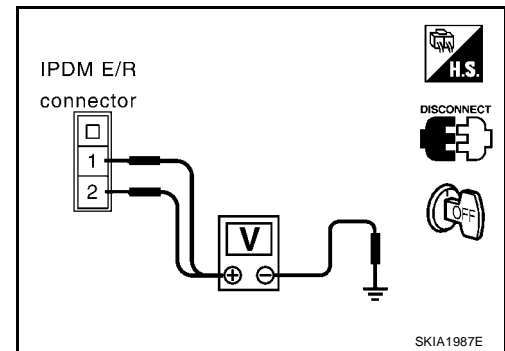 IPDM E/R
connector
1
2
V
+ −
H.S.
DISCONNECT
OFF
SKIA1987E